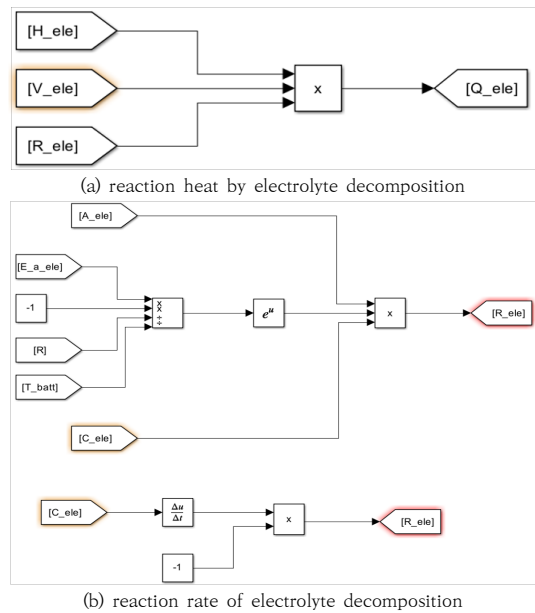 [H_ele]
[V_ele]
[R_ele]
x
[Q_ele]
(a) reaction heat by electrolyte decomposition
[A_ele]
[E_a_ele]
-1
[R]
[T_batt]
×
×
÷
÷
e^u
x
[R_ele]
[C_ele]
[C_ele]
Δu
Δt
-1
x
[R_ele]
(b) reaction rate of electrolyte decomposition